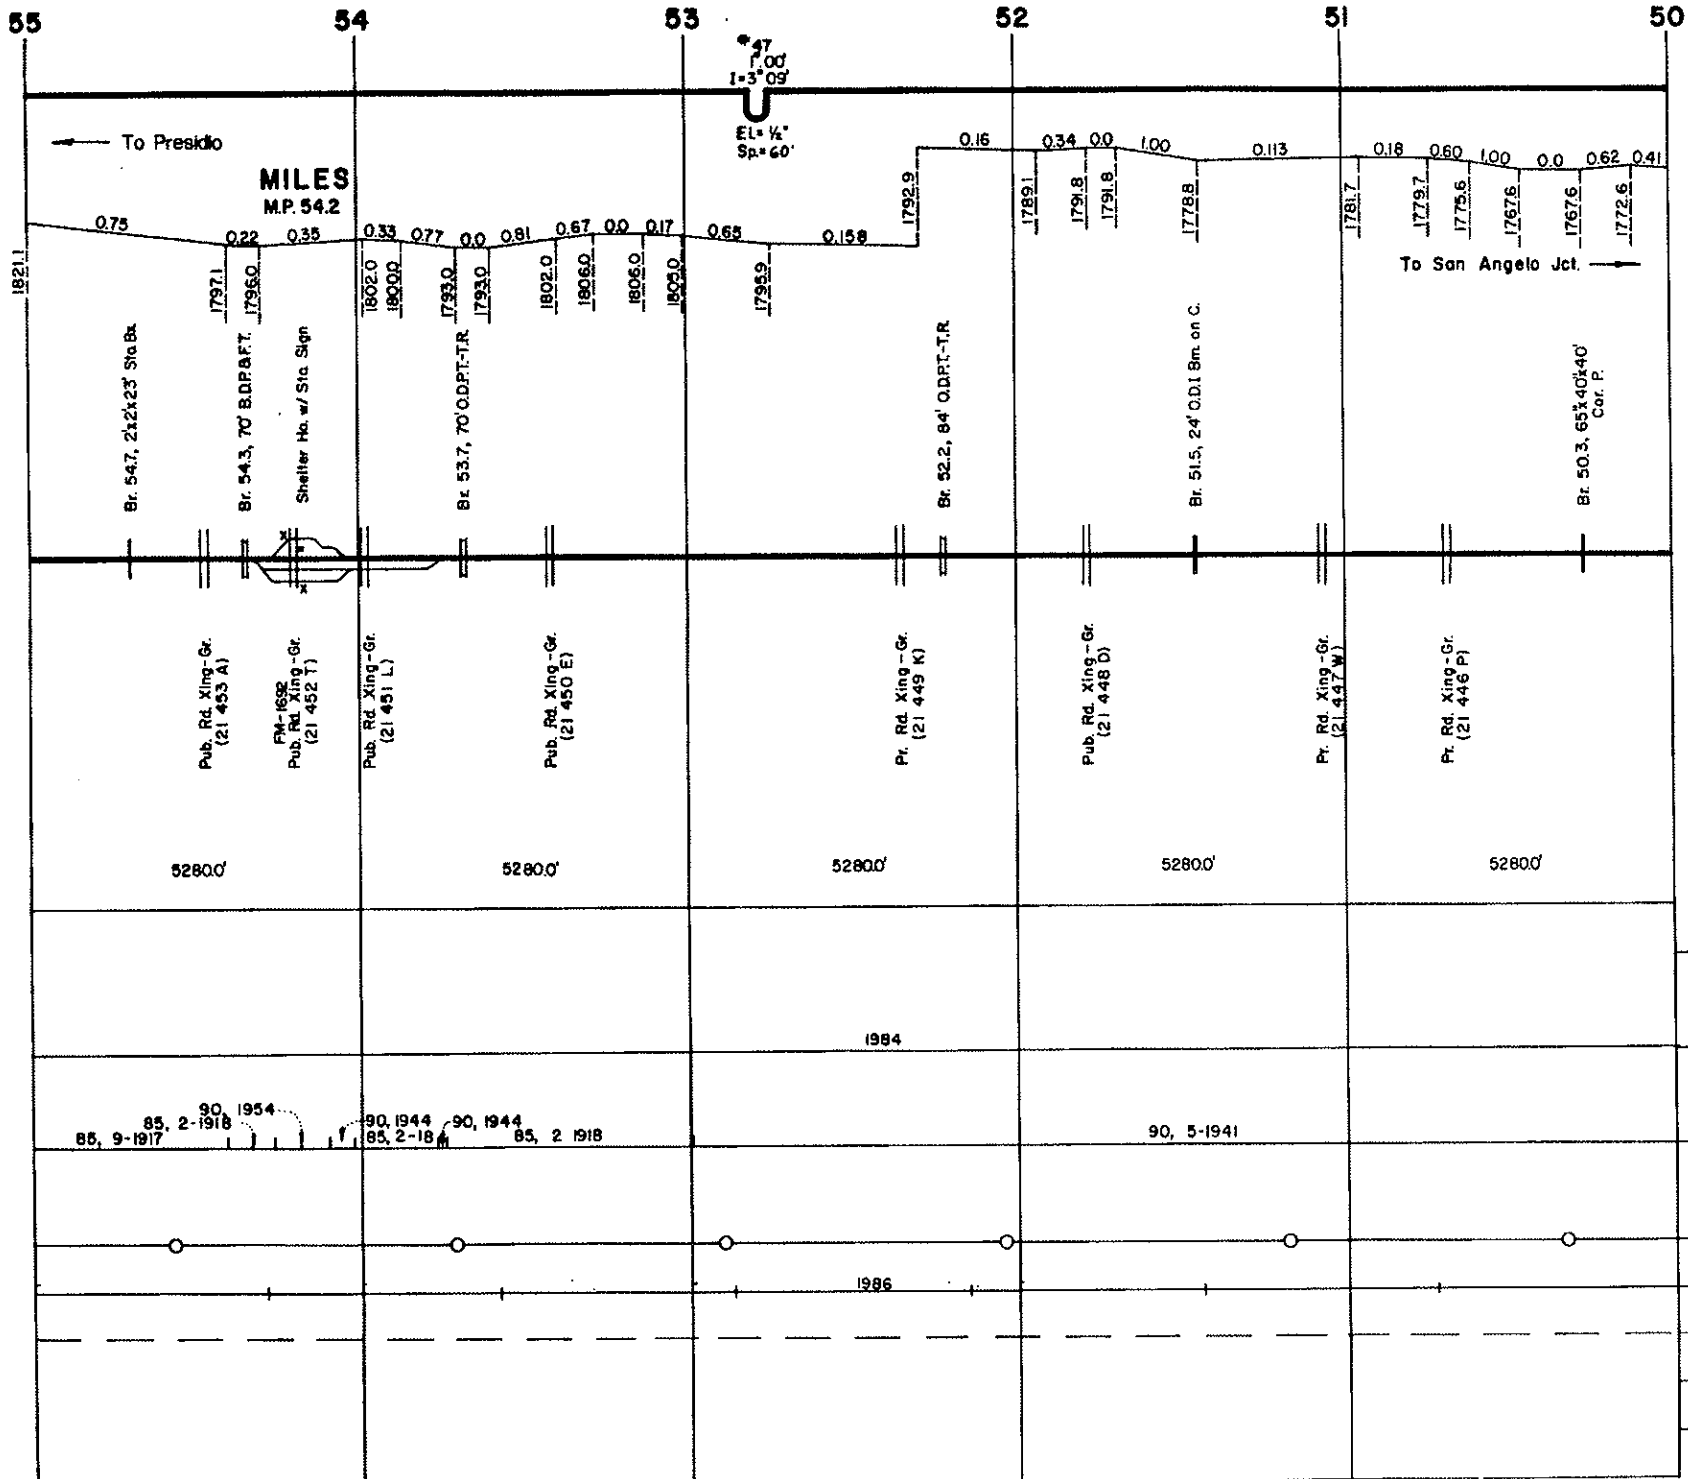 55 54 53 52 51 50
#47
1°00'
I=3°09'
EL= ½"
Sp.= 60'
To Presidio
MILES
M.P. 54.2
0.16 0.34 0.0 1.00 0.113 0.18 0.60 1.00 0.0 0.62 0.41
0.75 0.22 0.35 0.33 0.77 0.0 0.81 0.67 0.0 0.17 0.65 0.158
1792.9 1789.1 1791.8 1791.8 1778.8 1781.7 1779.7 1775.6 1767.6 1767.6 1772.6
1821.1 1797.1 1796.0 1802.0 1800.0 1793.0 1793.0 1802.0 1806.0 1806.0 1805.0 1795.9
To San Angelo Jct.
Br. 54.7, 2'x2'x23' Sta Bx.
Br. 54.3, 70' B.D.P.&F.T.
Shelter Ho. w/ Sta. Sign
Br. 53.7, 70' O.D.P.T.-T.R.
Br. 52.2, 84' O.D.P.T.-T.R.
Br. 51.5, 24' O.D.I Bm. on C.
Br. 50.3, 65"x40"x40'
Cor. P.
Pub. Rd. Xing-Gr.
(21 453 A)
FM-1692
Pub. Rd. Xing-Gr.
(21 452 T)
Pub. Rd. Xing-Gr.
(21 451 L)
Pub. Rd. Xing-Gr.
(21 450 E)
Pr. Rd. Xing-Gr.
(21 449 K)
Pub. Rd. Xing-Gr.
(21 448 D)
Pr. Rd. Xing-Gr.
(21 447 W)
Pr. Rd. Xing-Gr.
(21 446 P)
5280.0' 5280.0' 5280.0' 5280.0' 5280.0'
1984
90, 1954
85, 2-1918 90, 1944 90, 1944
85, 9-1917 85, 2-18 85, 2 1918 90, 5-1941
1986